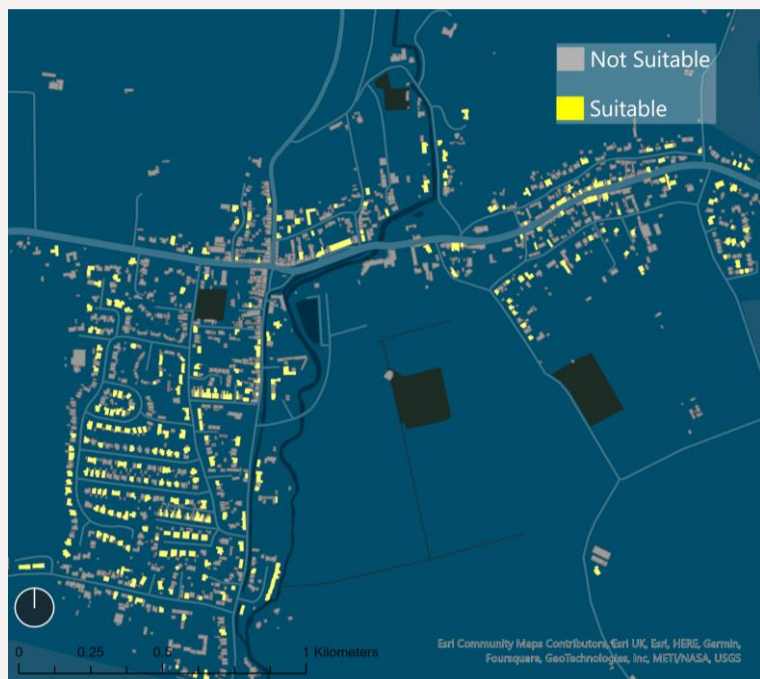 Not Suitable
Suitable
0 0.25 0.5 1 Kilometers
Esri Community Maps Contributors, Esri UK, Esri, HERE, Garmin,
Foursquare, GeoTechnologies, Inc, METI/NASA, USGS